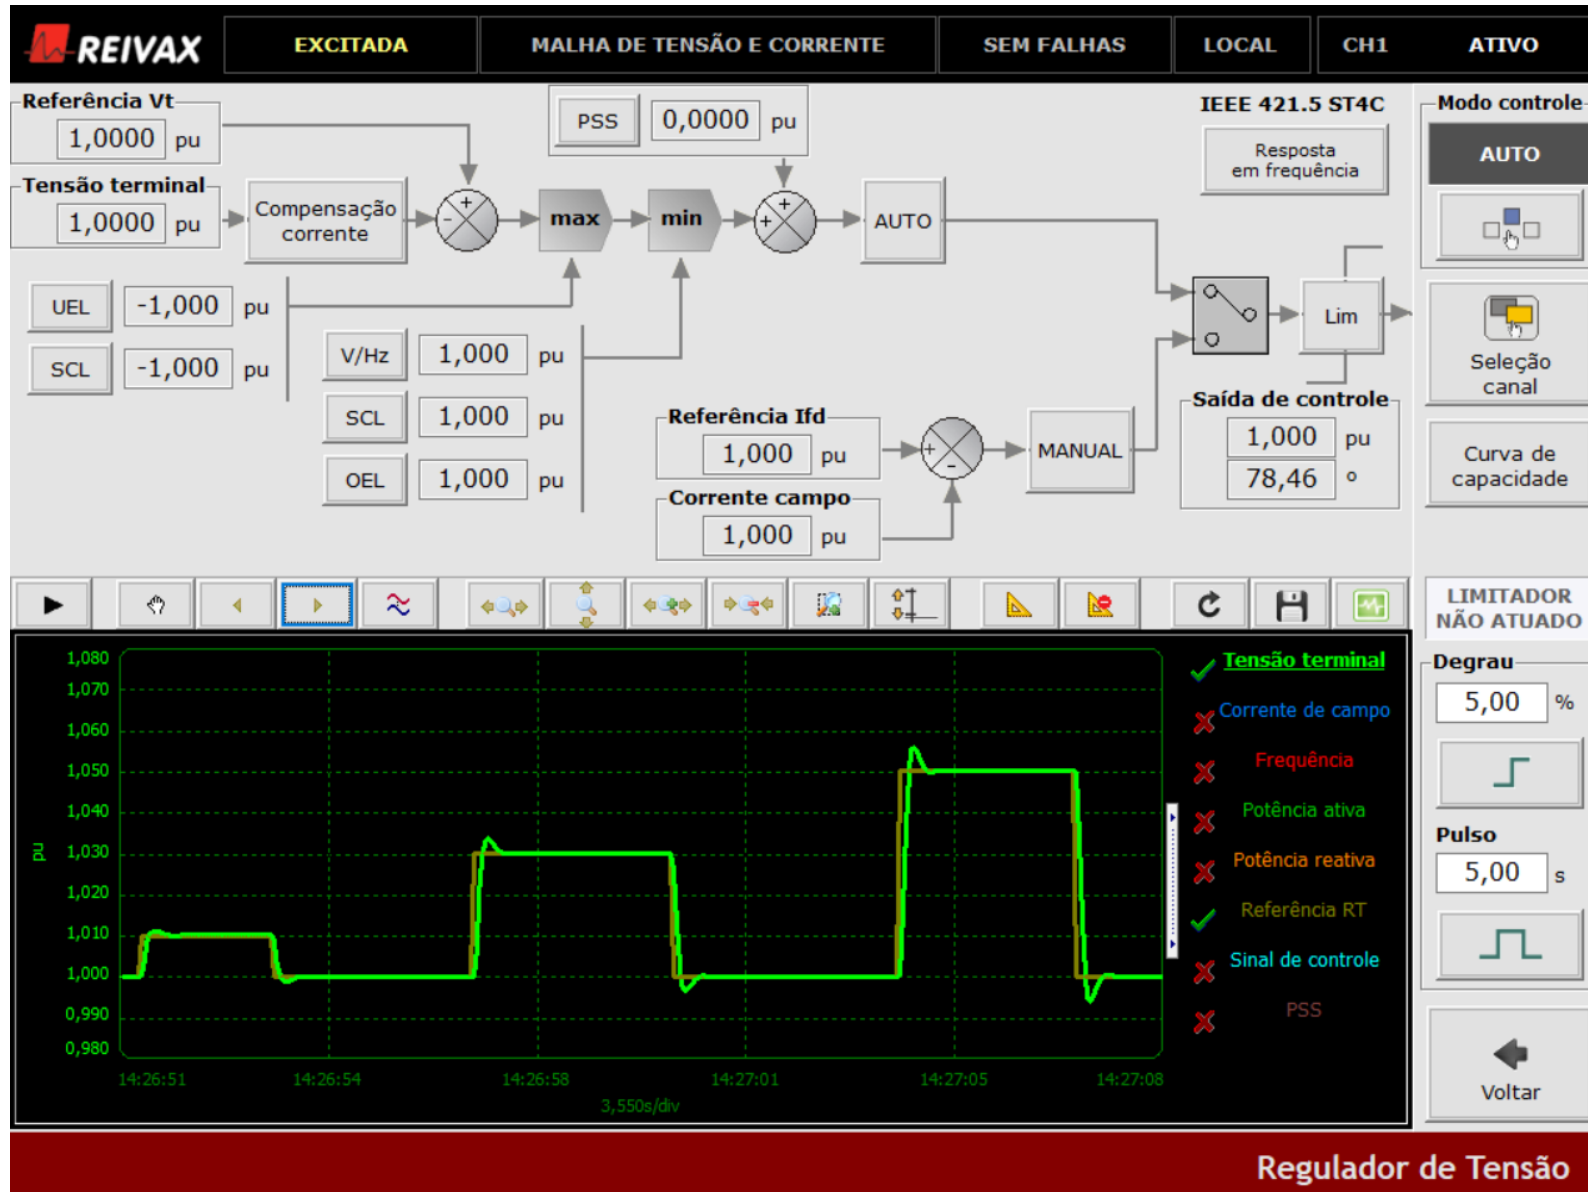 REIVAX
EXCITADA
MALHA DE TENSÃO E CORRENTE
SEM FALHAS
LOCAL
CH1
ATIVO
Referência Vt
1,0000 pu
Tensão terminal
1,0000 pu
Compensação
corrente
+
-
PSS 0,0000 pu
max
min
+
+
AUTO
IEEE 421.5 ST4C
Resposta
em frequência
UEL -1,000 pu
SCL -1,000 pu
V/Hz 1,000 pu
SCL 1,000 pu
OEL 1,000 pu
Referência Ifd
1,000 pu
Corrente campo
1,000 pu
+
-
MANUAL
Lim
Saída de controle
1,000 pu
78,46 °
Modo controle
AUTO
Seleção
canal
Curva de
capacidade
LIMITADOR
NÃO ATUADO
Degrau
5,00 %
Pulso
5,00 s
Voltar
1,080
1,070
1,060
1,050
1,040
1,030
1,020
1,010
1,000
0,990
0,980
pu
14:26:51
14:26:54
14:26:58
14:27:01
14:27:05
14:27:08
3,550s/div
Tensão terminal
Corrente de campo
Frequência
Potência ativa
Potência reativa
Referência RT
Sinal de controle
PSS
Regulador de Tensão